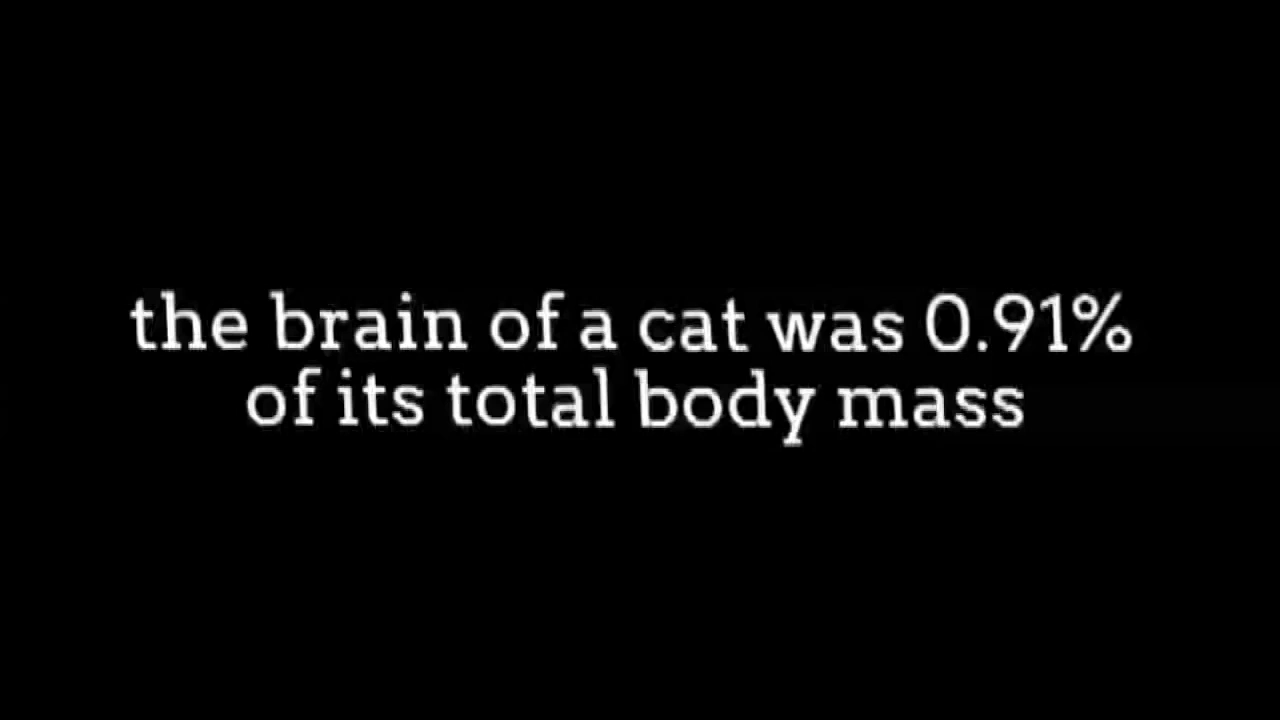 the brain of a cat was 0.91%
of its total body mass